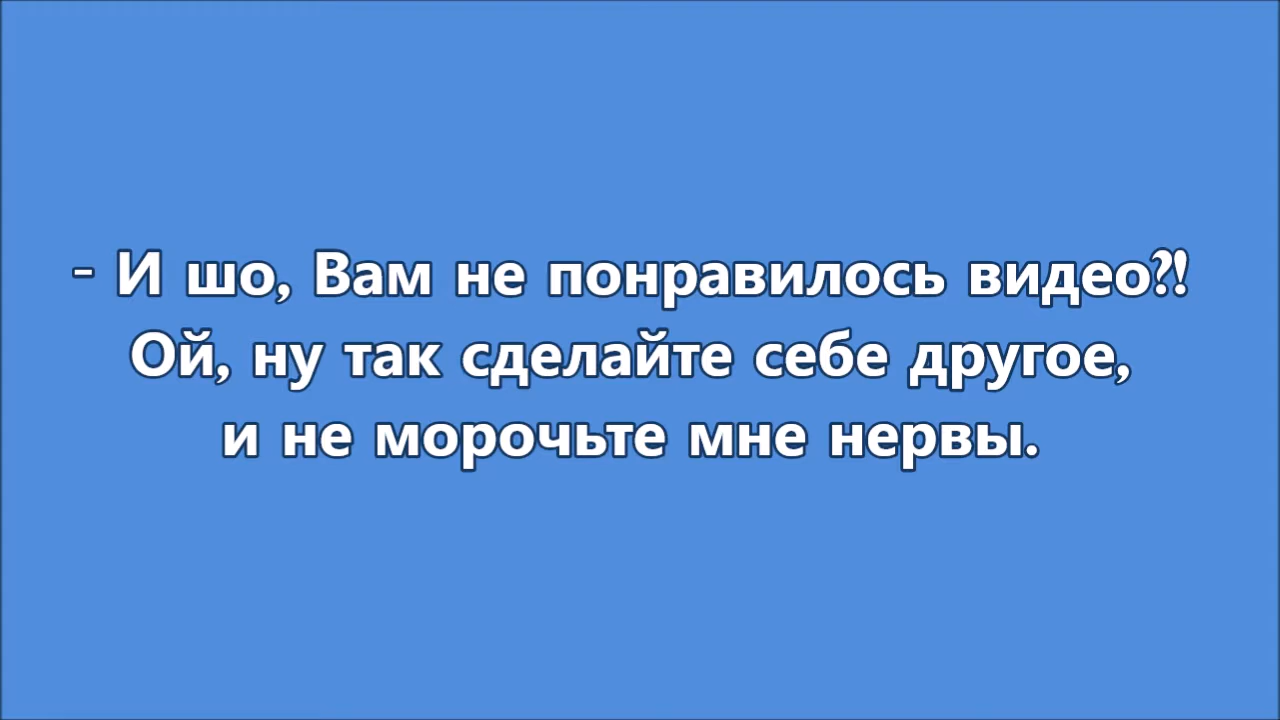 - И шо, Вам не понравилось видео?!
Ой, ну так сделайте себе другое,
и не морочьте мне нервы.